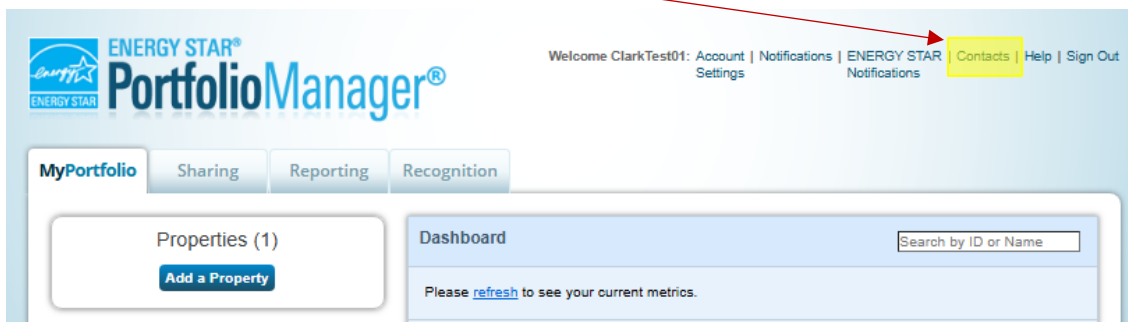 ENERGY STAR®
PortfolioManager®
energy
ENERGY STAR
Welcome ClarkTest01: Account Settings | Notifications | ENERGY STAR Notifications | Contacts | Help | Sign Out
MyPortfolio
Sharing
Reporting
Recognition
Properties (1)
Add a Property
Dashboard
Search by ID or Name
Please refresh to see your current metrics.